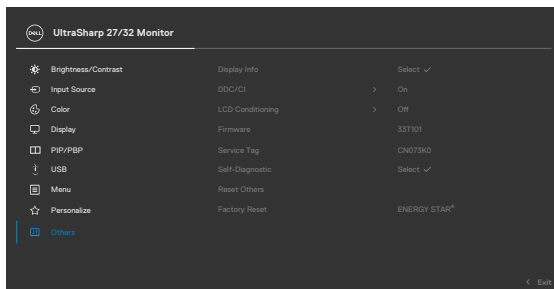 DELL UltraSharp 27/32 Monitor
Brightness/Contrast Display Info Select ✓
Input Source DDC/CI > On
Color LCD Conditioning > Off
Display Firmware 33T101
PIP/PBP Service Tag CNG73K0
USB Self-Diagnostic Select ✓
Menu Reset Others
Personalize Factory Reset ENERGY STAR®
Others
< Exit